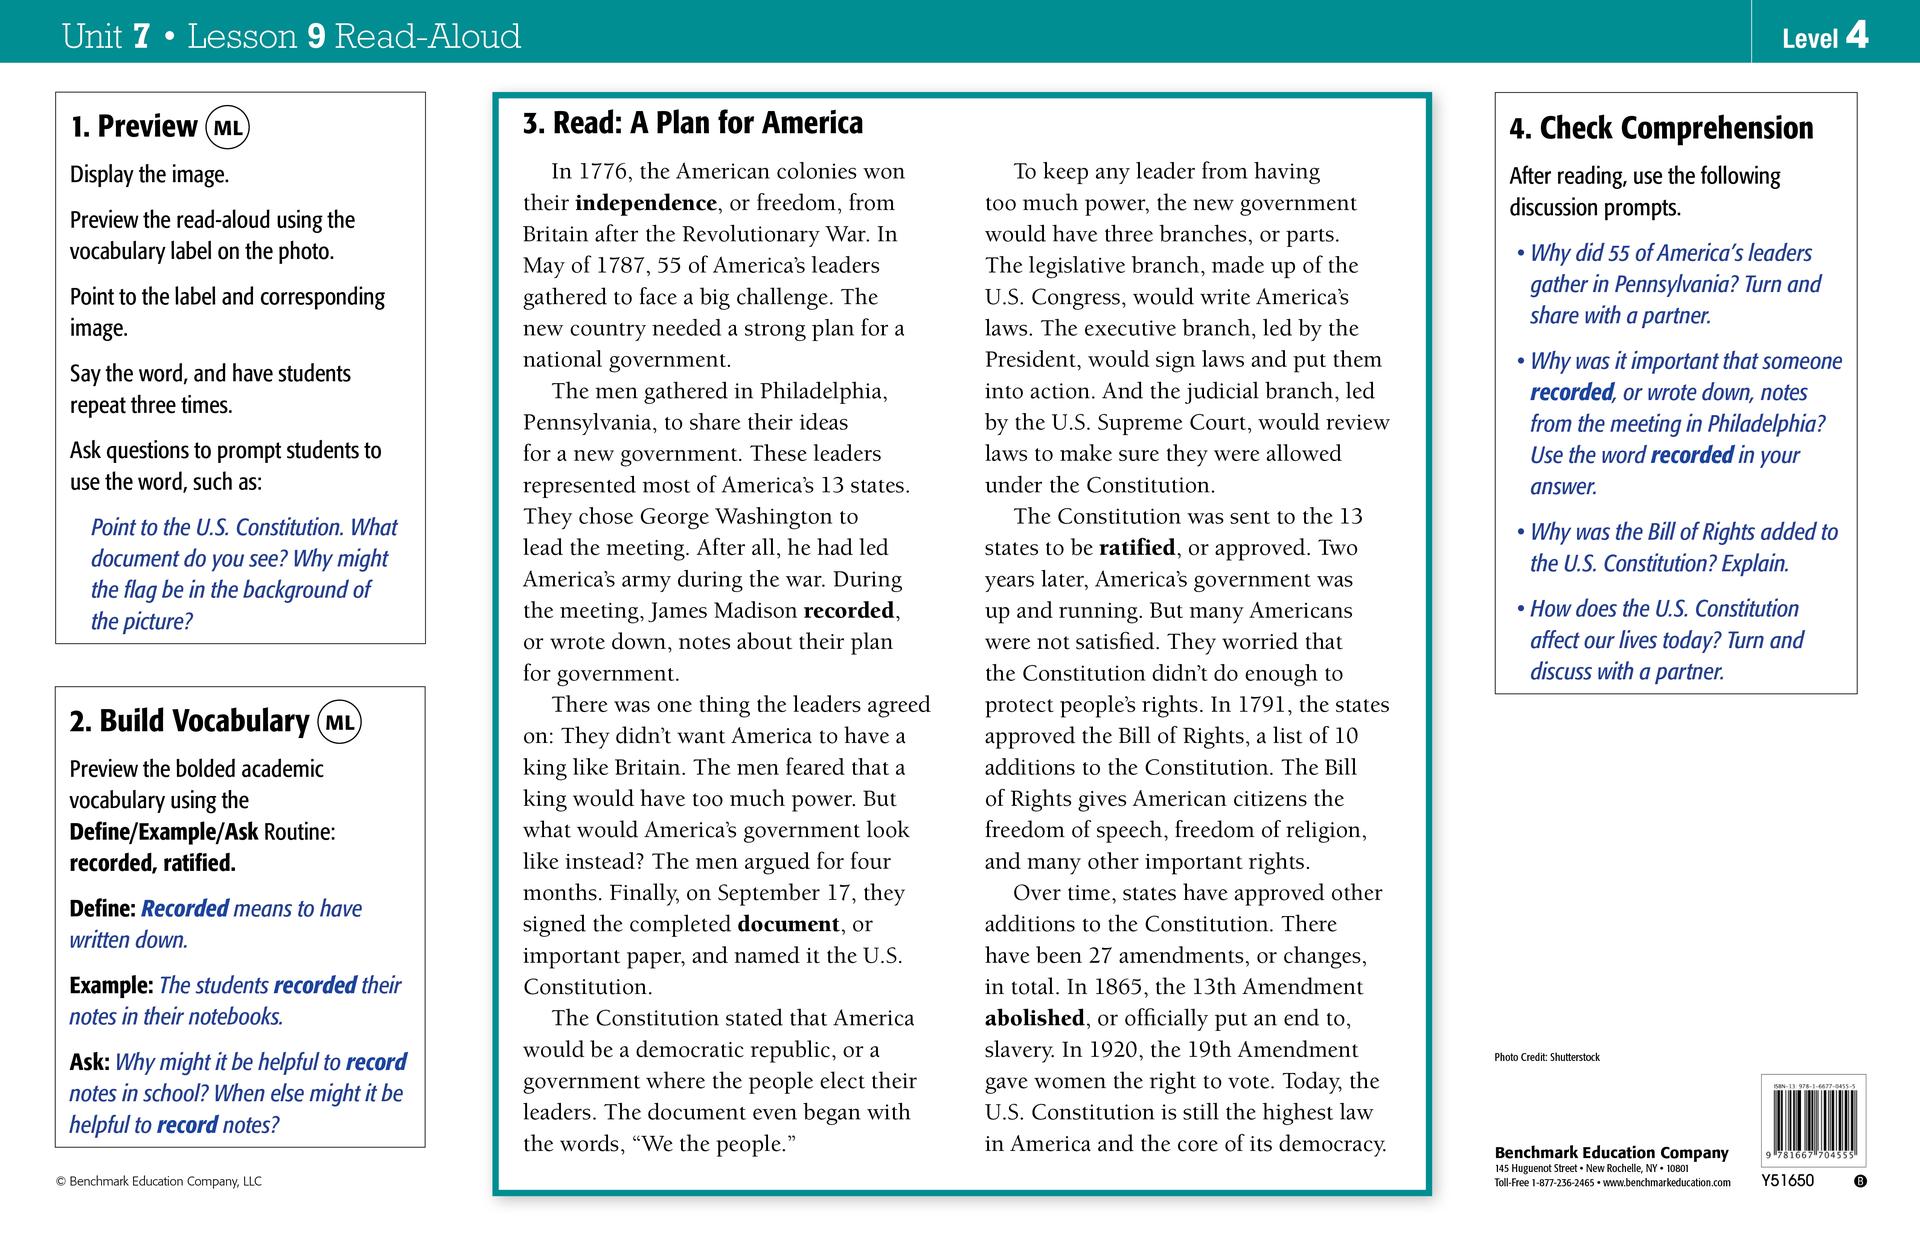 Unit 7 • Lesson 9 Read-Aloud
Level 4
1. Preview ML
Display the image.
Preview the read-aloud using the
vocabulary label on the photo.
Point to the label and corresponding
image.
Say the word, and have students
repeat three times.
Ask questions to prompt students to
use the word, such as:
Point to the U.S. Constitution. What
document do you see? Why might
the flag be in the background of
the picture?
2. Build Vocabulary ML
Preview the bolded academic
vocabulary using the
Define/Example/Ask Routine:
recorded, ratified.
Define: Recorded means to have
written down.
Example: The students recorded their
notes in their notebooks.
Ask: Why might it be helpful to record
notes in school? When else might it be
helpful to record notes?
© Benchmark Education Company, LLC
3. Read: A Plan for America
In 1776, the American colonies won
their independence, or freedom, from
Britain after the Revolutionary War. In
May of 1787, 55 of America’s leaders
gathered to face a big challenge. The
new country needed a strong plan for a
national government.
The men gathered in Philadelphia,
Pennsylvania, to share their ideas
for a new government. These leaders
represented most of America’s 13 states.
They chose George Washington to
lead the meeting. After all, he had led
America’s army during the war. During
the meeting, James Madison recorded,
or wrote down, notes about their plan
for government.
There was one thing the leaders agreed
on: They didn’t want America to have a
king like Britain. The men feared that a
king would have too much power. But
what would America’s government look
like instead? The men argued for four
months. Finally, on September 17, they
signed the completed document, or
important paper, and named it the U.S.
Constitution.
The Constitution stated that America
would be a democratic republic, or a
government where the people elect their
leaders. The document even began with
the words, “We the people.”
To keep any leader from having
too much power, the new government
would have three branches, or parts.
The legislative branch, made up of the
U.S. Congress, would write America’s
laws. The executive branch, led by the
President, would sign laws and put them
into action. And the judicial branch, led
by the U.S. Supreme Court, would review
laws to make sure they were allowed
under the Constitution.
The Constitution was sent to the 13
states to be ratified, or approved. Two
years later, America’s government was
up and running. But many Americans
were not satisfied. They worried that
the Constitution didn’t do enough to
protect people’s rights. In 1791, the states
approved the Bill of Rights, a list of 10
additions to the Constitution. The Bill
of Rights gives American citizens the
freedom of speech, freedom of religion,
and many other important rights.
Over time, states have approved other
additions to the Constitution. There
have been 27 amendments, or changes,
in total. In 1865, the 13th Amendment
abolished, or officially put an end to,
slavery. In 1920, the 19th Amendment
gave women the right to vote. Today, the
U.S. Constitution is still the highest law
in America and the core of its democracy.
4. Check Comprehension
After reading, use the following
discussion prompts.
• Why did 55 of America’s leaders
gather in Pennsylvania? Turn and
share with a partner.
• Why was it important that someone
recorded, or wrote down, notes
from the meeting in Philadelphia?
Use the word recorded in your
answer.
• Why was the Bill of Rights added to
the U.S. Constitution? Explain.
• How does the U.S. Constitution
affect our lives today? Turn and
discuss with a partner.
Photo Credit: Shutterstock
Benchmark Education Company
145 Huguenot Street • New Rochelle, NY • 10801
Toll-Free 1-877-236-2465 • www.benchmarkeducation.com
ISBN-13 978-1-6677-0455-5
9 781667 704555
Y51650
B